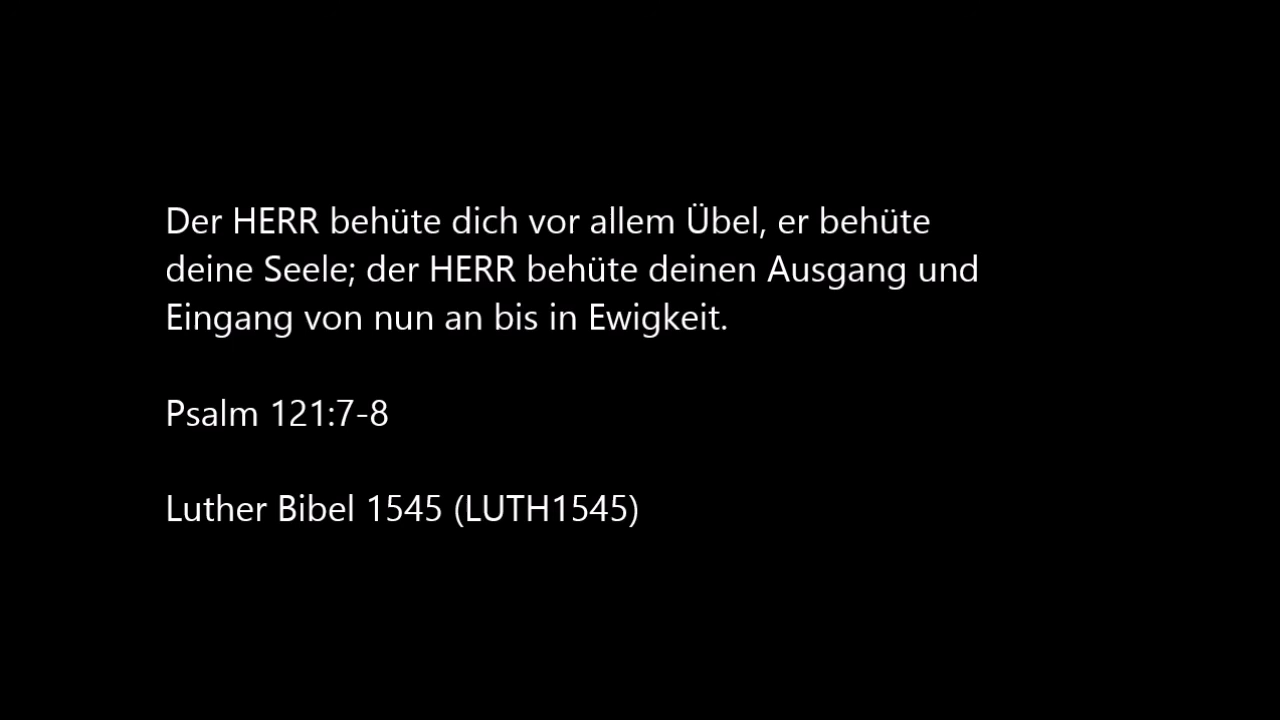 Der HERR behüte dich vor allem Übel, er behüte
deine Seele; der HERR behüte deinen Ausgang und
Eingang von nun an bis in Ewigkeit.
Psalm 121:7-8
Luther Bibel 1545 (LUTH1545)